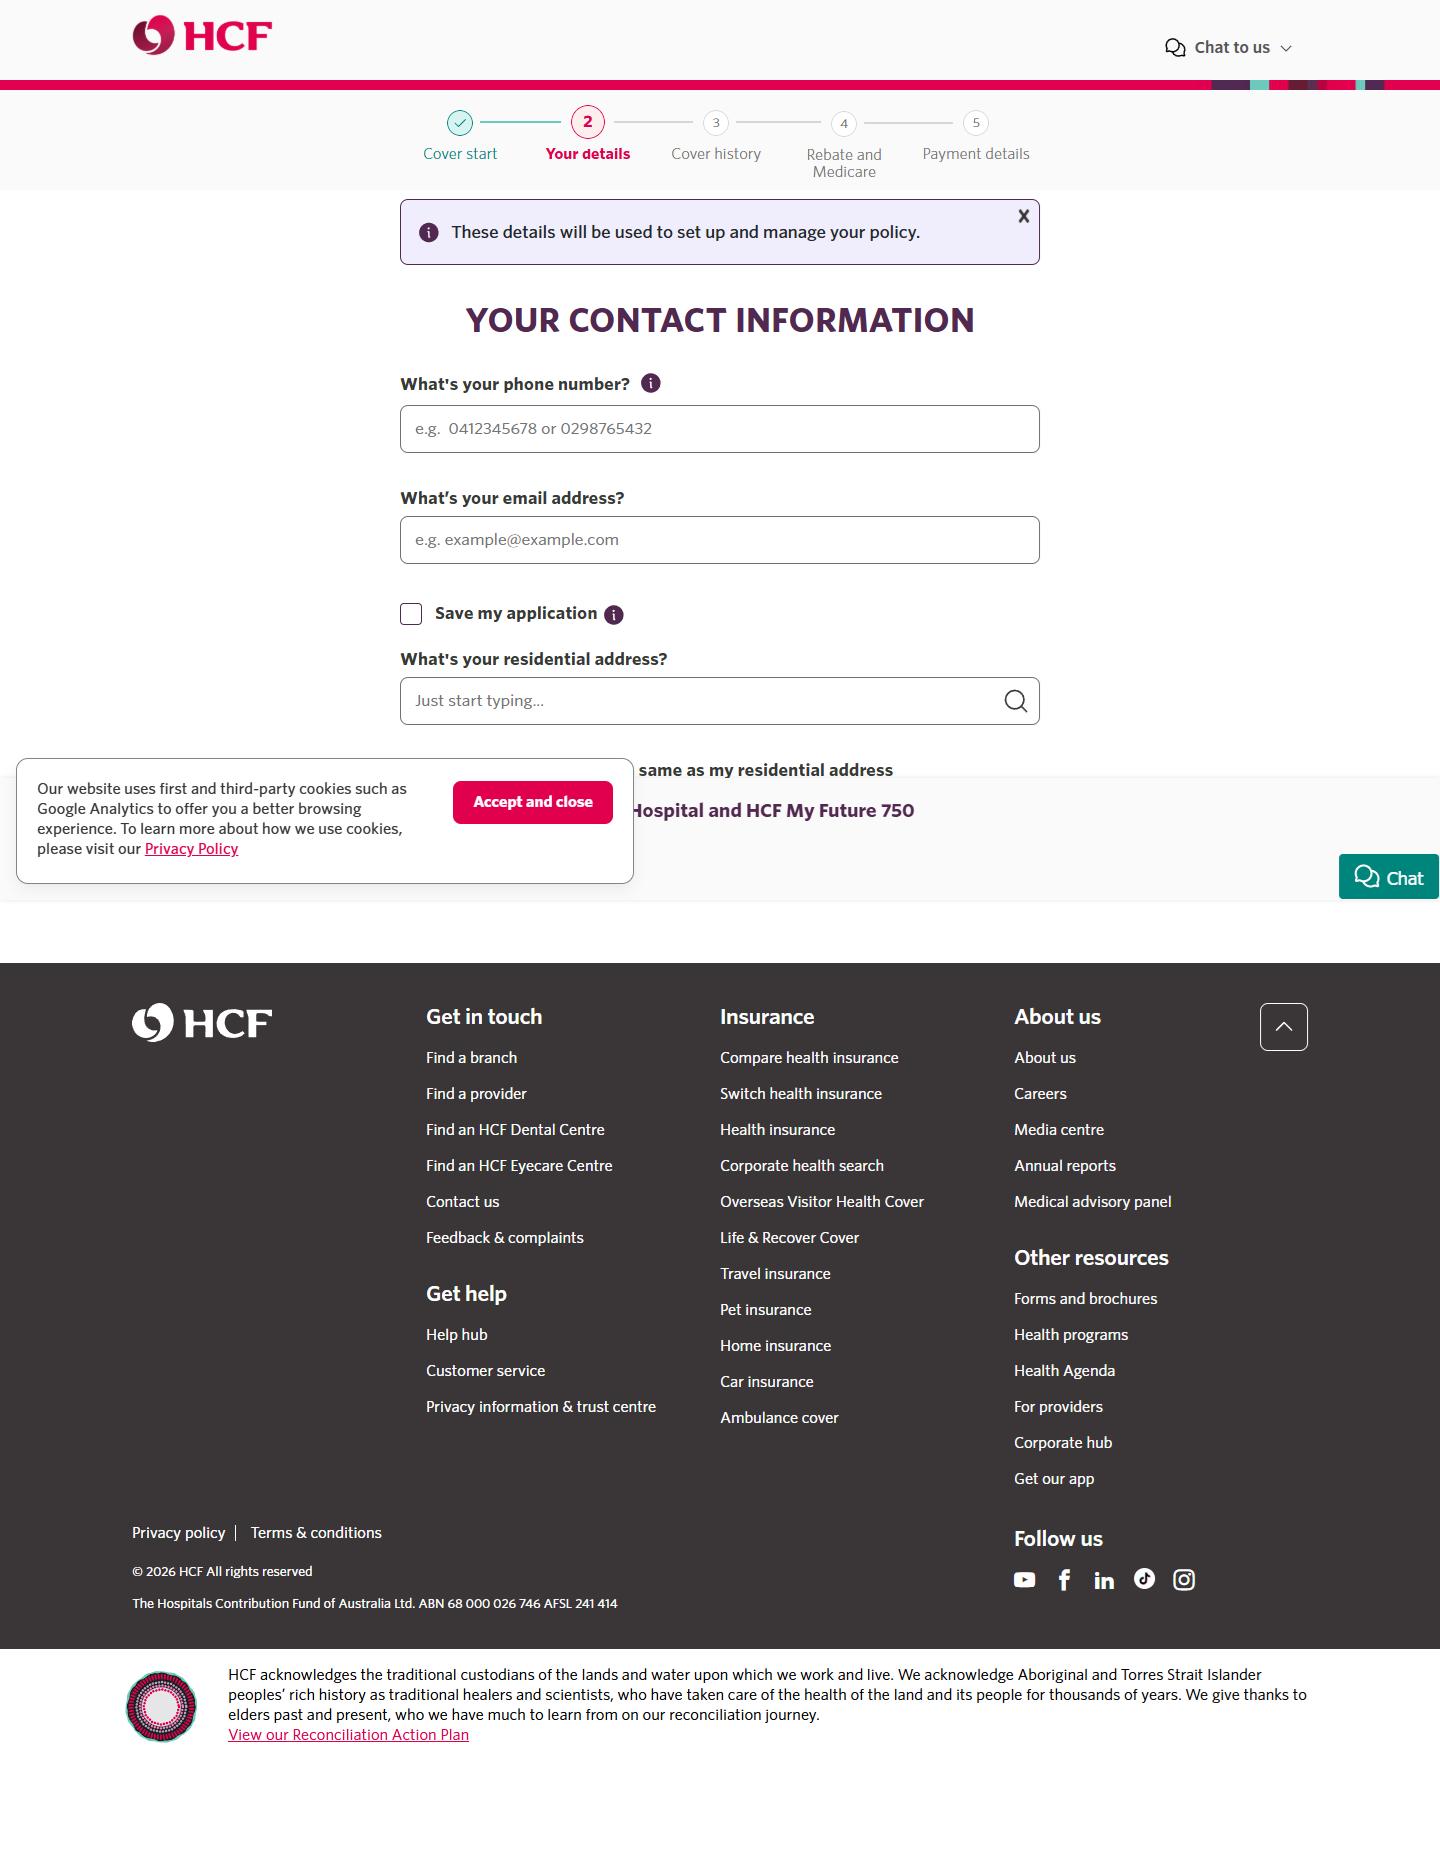 HCF
Chat to us
2
3
4
5
Cover start
Your details
Cover history
Rebate and
Medicare
Payment details
These details will be used to set up and manage your policy.
X
YOUR CONTACT INFORMATION
What's your phone number?
e.g.  0412345678 or 0298765432
What’s your email address?
e.g. example@example.com
Save my application
What's your residential address?
Just start typing...
same as my residential address
Hospital and HCF My Future 750
Our website uses first and third-party cookies such as
Google Analytics to offer you a better browsing
experience. To learn more about how we use cookies,
please visit our Privacy Policy
Accept and close
Chat
HCF
Get in touch
Find a branch
Find a provider
Find an HCF Dental Centre
Find an HCF Eyecare Centre
Contact us
Feedback & complaints
Get help
Help hub
Customer service
Privacy information & trust centre
Insurance
Compare health insurance
Switch health insurance
Health insurance
Corporate health search
Overseas Visitor Health Cover
Life & Recover Cover
Travel insurance
Pet insurance
Home insurance
Car insurance
Ambulance cover
About us
About us
Careers
Media centre
Annual reports
Medical advisory panel
Other resources
Forms and brochures
Health programs
Health Agenda
For providers
Corporate hub
Get our app
Follow us
Privacy policy
Terms & conditions
© 2026 HCF All rights reserved
The Hospitals Contribution Fund of Australia Ltd. ABN 68 000 026 746 AFSL 241 414
HCF acknowledges the traditional custodians of the lands and water upon which we work and live. We acknowledge Aboriginal and Torres Strait Islander
peoples’ rich history as traditional healers and scientists, who have taken care of the health of the land and its people for thousands of years. We give thanks to
elders past and present, who we have much to learn from on our reconciliation journey.
View our Reconciliation Action Plan